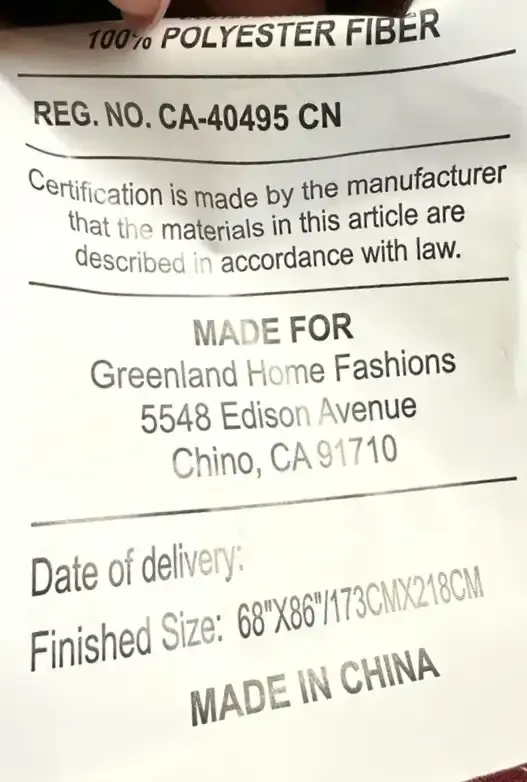 100% POLYESTER FIBER
REG. NO. CA-40495 CN
Certification is made by the manufacturer
that the materials in this article are
described in accordance with law.
MADE FOR
Greenland Home Fashions
5548 Edison Avenue
Chino, CA 91710
Date of delivery:
Finished Size: 68"X86"/173CMX218CM
MADE IN CHINA